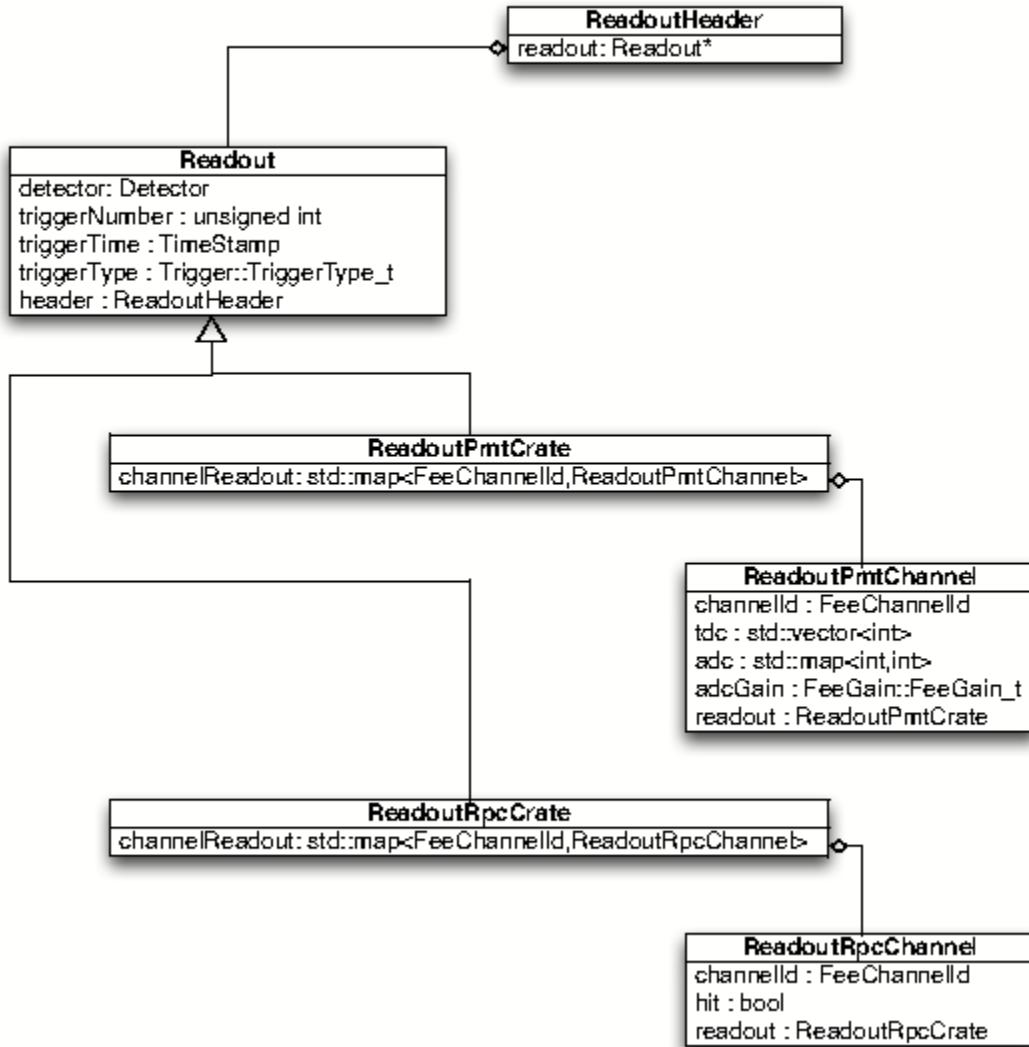 ReadoutHeader
readout: Readout*
Readout
detector: Detector
triggerNumber : unsigned int
triggerTime : TimeStamp
triggerType : Trigger::TriggerType_t
header : ReadoutHeader
ReadoutPmtCrate
channelReadout: std::map<FeeChannelId,ReadoutPmtChannel>
ReadoutPmtChannel
channelId : FeeChannelId
tdc : std::vector<int>
adc : std::map<int,int>
adcGain : FeeGain::FeeGain_t
readout : ReadoutPmtCrate
ReadoutRpcCrate
channelReadout: std::map<FeeChannelId,ReadoutRpcChannel>
ReadoutRpcChannel
channelId : FeeChannelId
hit : bool
readout : ReadoutRpcCrate